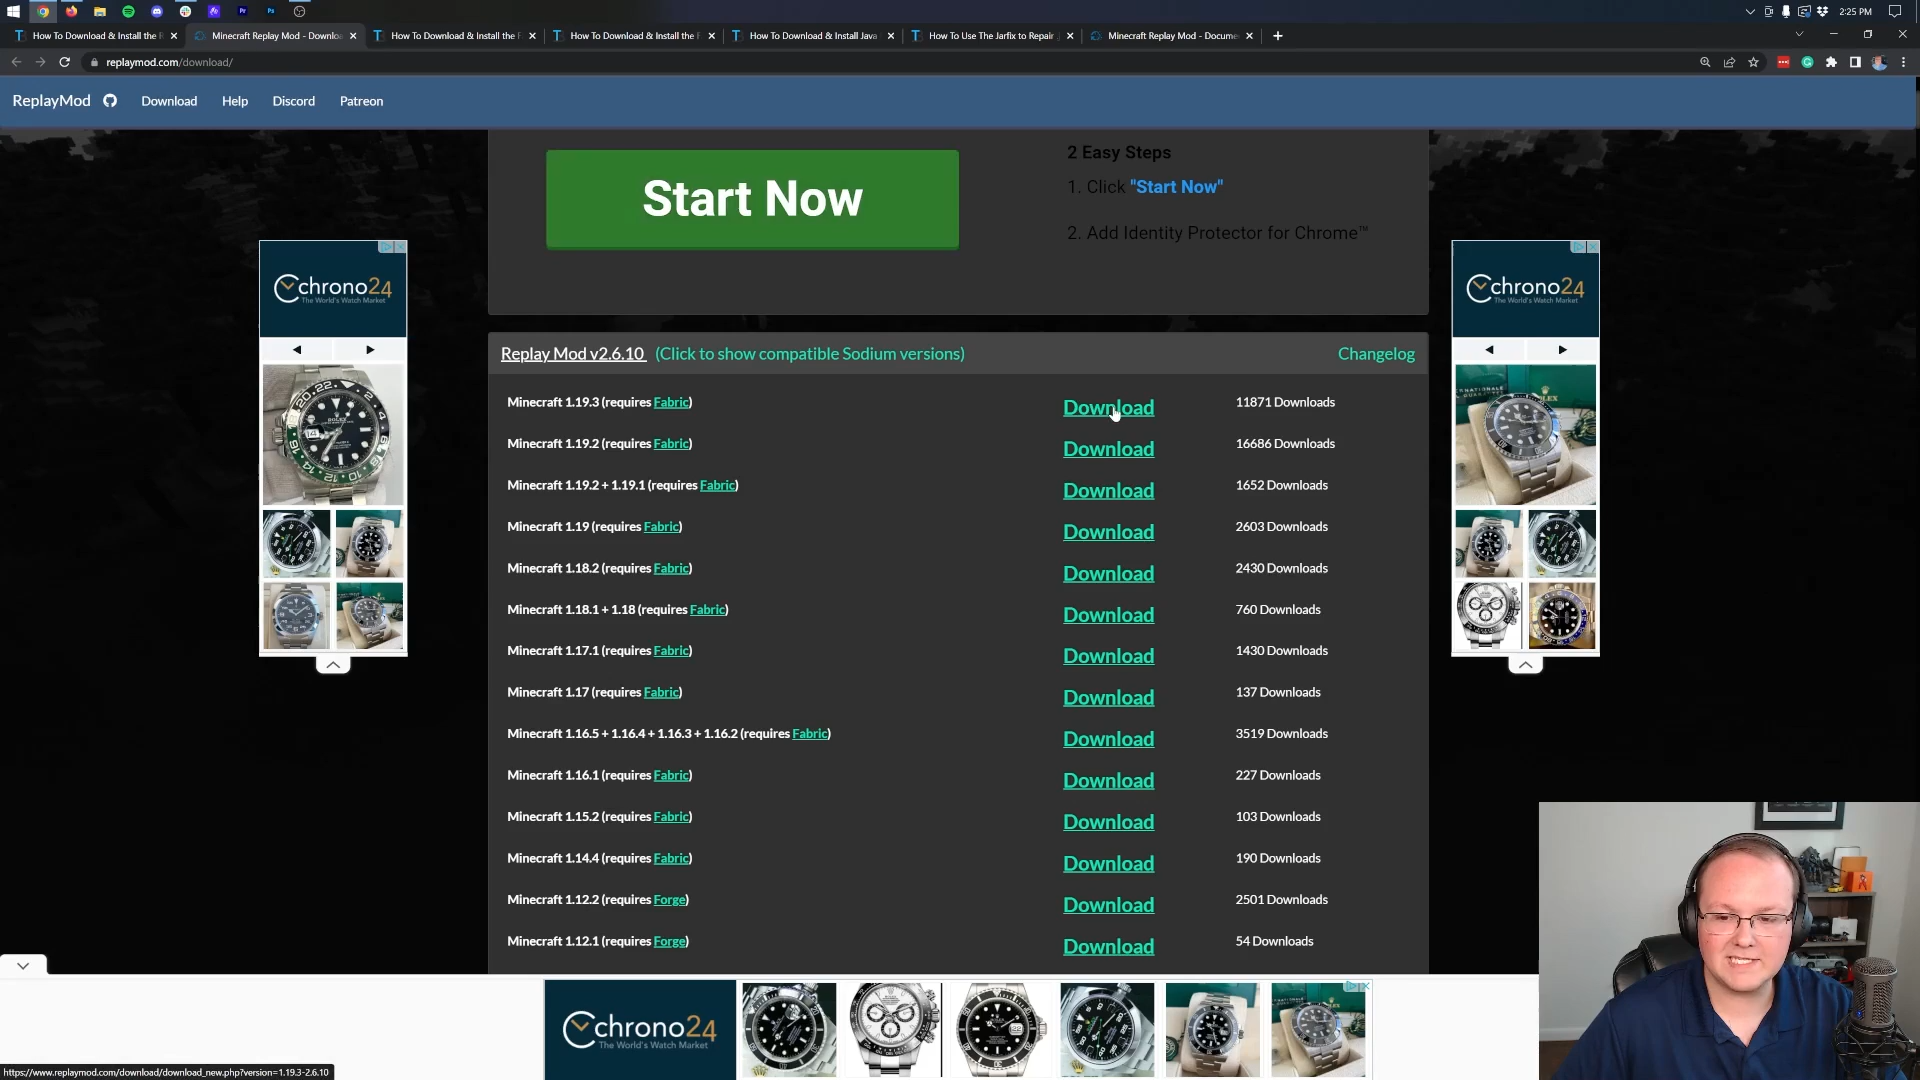 2:25 PM
How To Download & Install the R
Minecraft Replay Mod - Downloa
How To Download & Install the F
How To Download & Install the F
How To Download & Install Java
How To Use The Jarfix to Repair .
Minecraft Replay Mod - Docume
replaymod.com/download/
ReplayMod
Download
Help
Discord
Patreon
Start Now
2 Easy Steps
1. Click "Start Now"
2. Add Identity Protector for Chrome™
Chrono24
The World's Watch Market
Chrono24
The World's Watch Market
Replay Mod v2.6.10 (Click to show compatible Sodium versions) Changelog
Minecraft 1.19.3 (requires Fabric) Download 11871 Downloads
Minecraft 1.19.2 (requires Fabric) Download 16686 Downloads
Minecraft 1.19.2 + 1.19.1 (requires Fabric) Download 1652 Downloads
Minecraft 1.19 (requires Fabric) Download 2603 Downloads
Minecraft 1.18.2 (requires Fabric) Download 2430 Downloads
Minecraft 1.18.1 + 1.18 (requires Fabric) Download 760 Downloads
Minecraft 1.17.1 (requires Fabric) Download 1430 Downloads
Minecraft 1.17 (requires Fabric) Download 137 Downloads
Minecraft 1.16.5 + 1.16.4 + 1.16.3 + 1.16.2 (requires Fabric) Download 3519 Downloads
Minecraft 1.16.1 (requires Fabric) Download 227 Downloads
Minecraft 1.15.2 (requires Fabric) Download 103 Downloads
Minecraft 1.14.4 (requires Fabric) Download 190 Downloads
Minecraft 1.12.2 (requires Forge) Download 2501 Downloads
Minecraft 1.12.1 (requires Forge) Download 54 Downloads
Chrono24
The World's Watch Market
https://www.replaymod.com/download/download_new.php?version=1.19.3-2.6.10